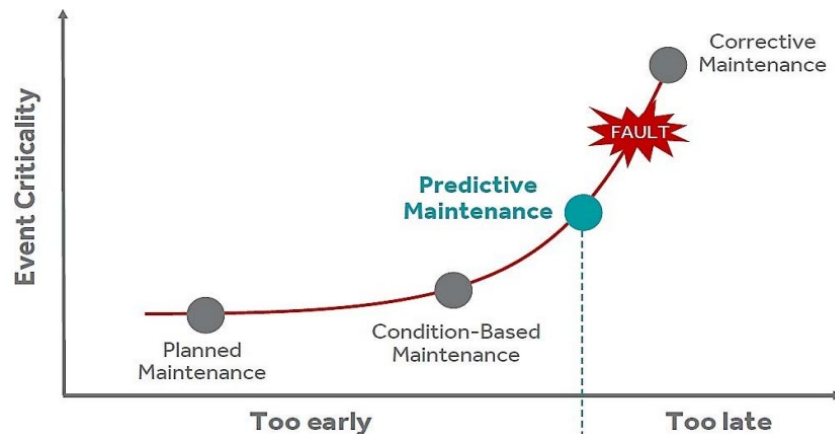 Corrective
Maintenance
FAULT
Predictive
Maintenance
Event Criticality
Condition-Based
Maintenance
Planned
Maintenance
Too early
Too late